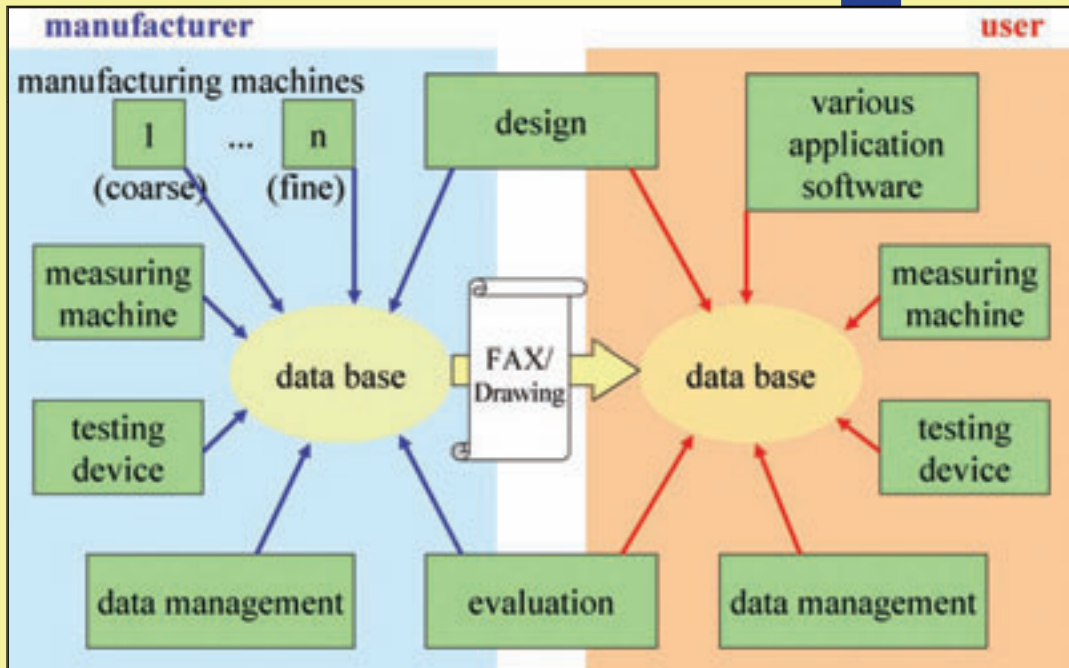 manufacturer
user
manufacturing machines
1 ... n
(coarse) (fine)
design
various
application
software
measuring
machine
data base
FAX/
Drawing
data base
measuring
machine
testing
device
testing
device
data management
evaluation
data management